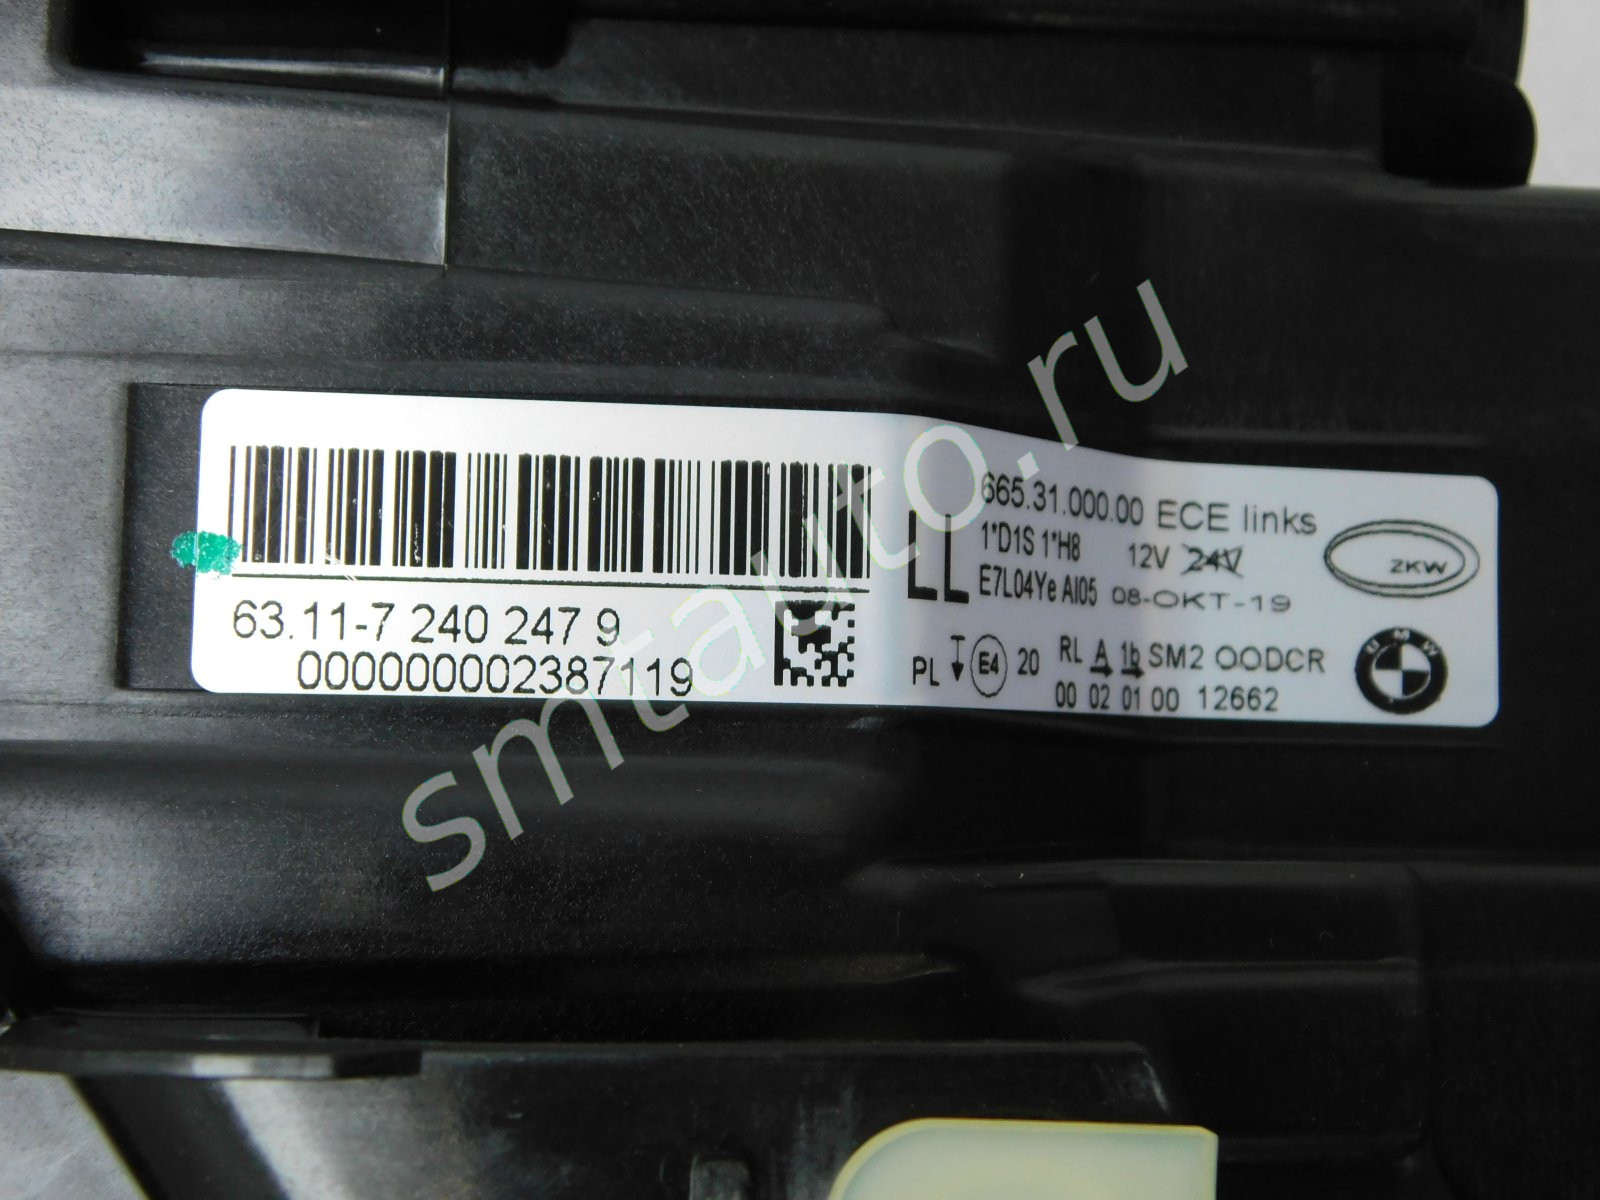 63.11-7 240 247 9
000000002387119
LL
665.31.000.00 ECE links
1*D1S 1*H8 12V 24V
E7L04Ye AI05 08-OKT-19
ZKW
PL E4 20 RL A 1b SM2 OODCR
00 02 01 00 12662
BMW
smtauto.ru